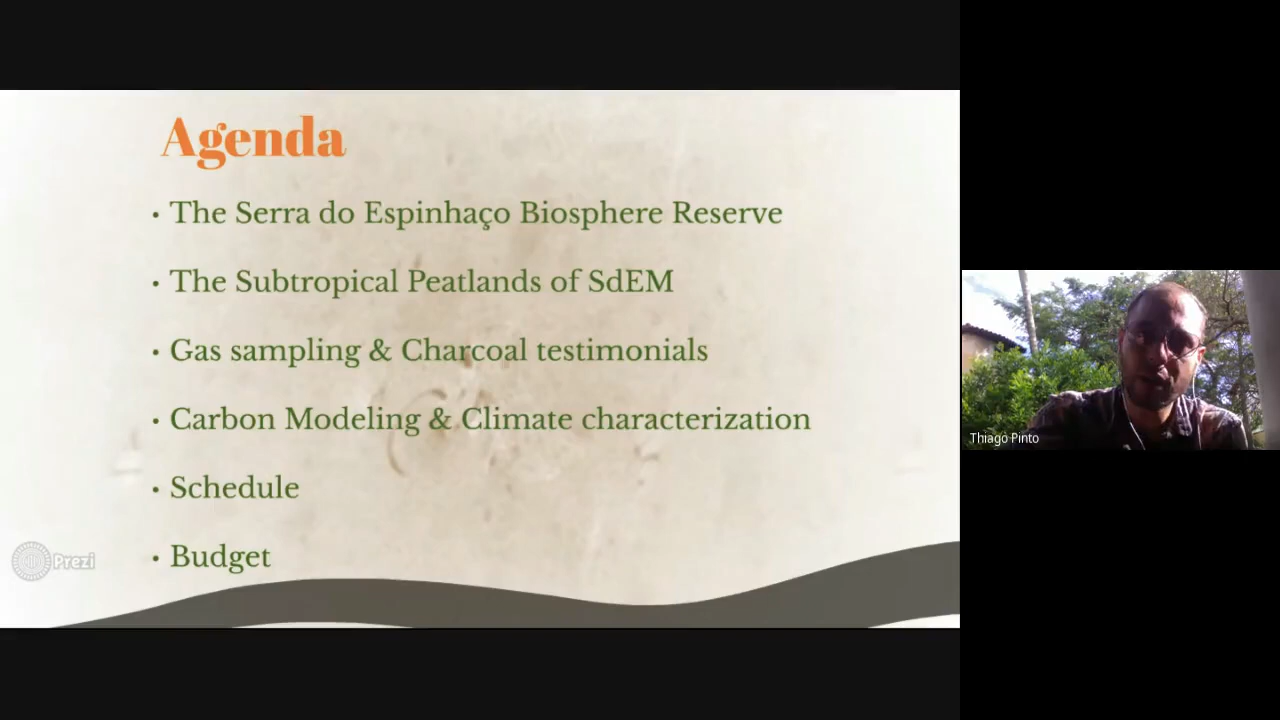 Agenda
• The Serra do Espinhaço Biosphere Reserve
• The Subtropical Peatlands of SdEM
• Gas sampling & Charcoal testimonials
• Carbon Modeling & Climate characterization
• Schedule
• Budget
Prezi
Thiago Pinto